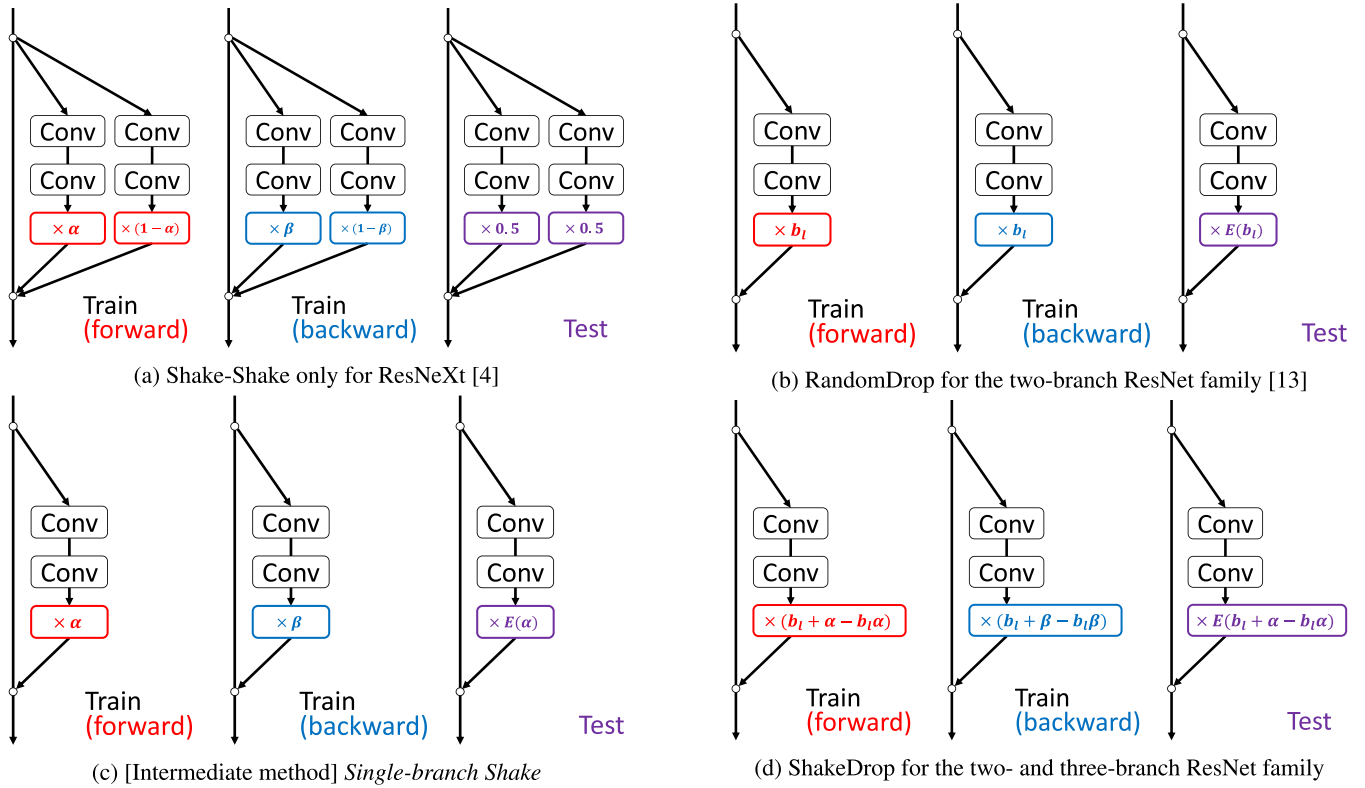 Conv Conv
Conv Conv
× α × (1 − α)
Train
(forward)
Conv Conv
Conv Conv
× β × (1 − β)
Train
(backward)
Conv Conv
Conv Conv
× 0.5 × 0.5
Test
(a) Shake-Shake only for ResNeXt [4]
Conv
Conv
× b_l
Train
(forward)
Conv
Conv
× b_l
Train
(backward)
Conv
Conv
× E(b_l)
Test
(b) RandomDrop for the two-branch ResNet family [13]
Conv
Conv
× α
Train
(forward)
Conv
Conv
× β
Train
(backward)
Conv
Conv
× E(α)
Test
(c) [Intermediate method] Single-branch Shake
Conv
Conv
× (b_l + α − b_lα)
Train
(forward)
Conv
Conv
× (b_l + β − b_lβ)
Train
(backward)
Conv
Conv
× E(b_l + α − b_lα)
Test
(d) ShakeDrop for the two- and three-branch ResNet family